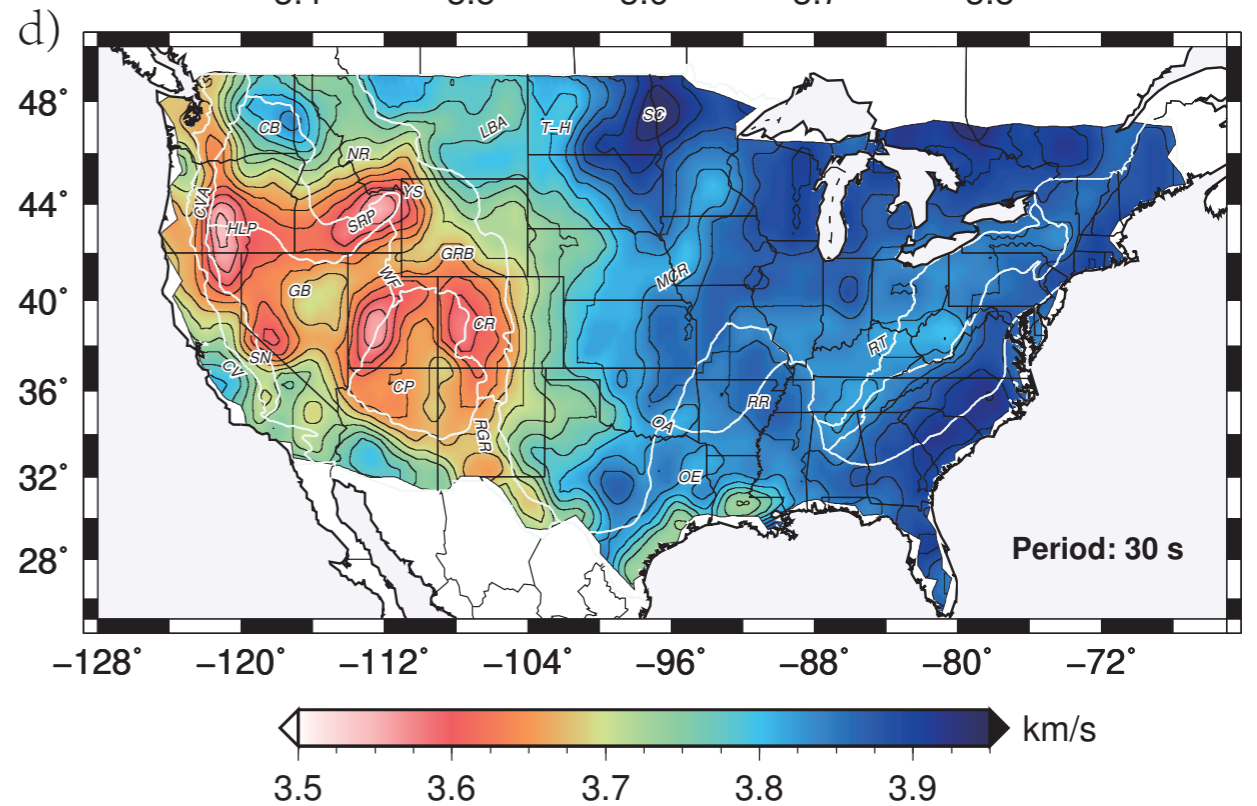 d)
48°
44°
40°
36°
32°
28°
CB
NR
LBA
T-H
SC
CVA
HLP
SRP
YS
GRB
WF
GB
MCR
CR
SN
CV
CP
RT
OA
RR
RGR
OE
Period: 30 s
−128° −120° −112° −104° −96° −88° −80° −72°
km/s
3.5 3.6 3.7 3.8 3.9